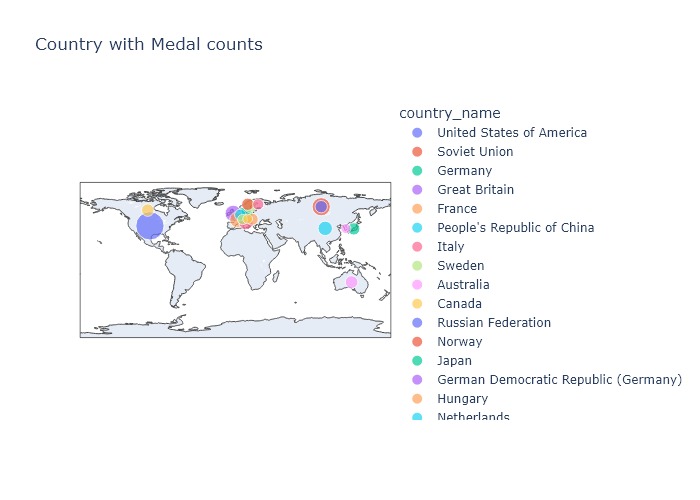 Country with Medal counts
country_name
United States of America
Soviet Union
Germany
Great Britain
France
People's Republic of China
Italy
Sweden
Australia
Canada
Russian Federation
Norway
Japan
German Democratic Republic (Germany)
Hungary
Netherlands